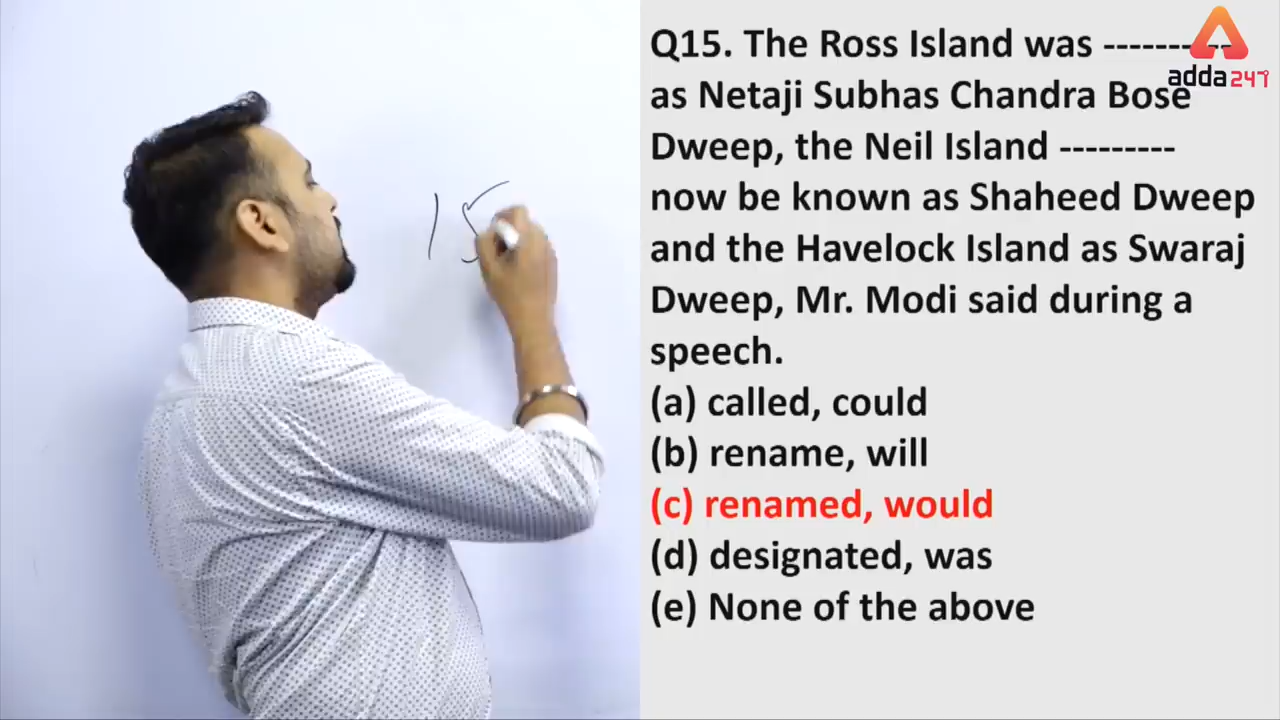 Q15. The Ross Island was ----------
adda247
as Netaji Subhas Chandra Bose
Dweep, the Neil Island ---------
now be known as Shaheed Dweep
and the Havelock Island as Swaraj
Dweep, Mr. Modi said during a
speech.
(a) called, could
(b) rename, will
(c) renamed, would
(d) designated, was
(e) None of the above
15